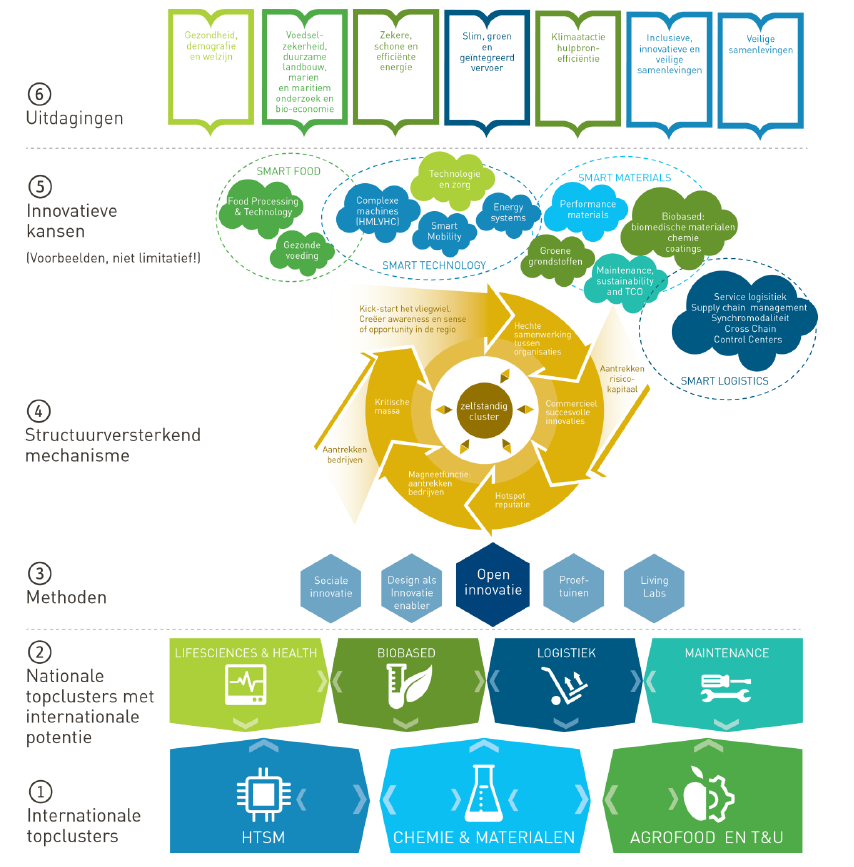 Gezondheid,
demografie
en welzijn
Voedsel-
zekerheid,
duurzame
landbouw,
marien
en maritiem
onderzoek en
bio-economie
Zekere,
schone en
efficiënte
energie
Slim, groen
en
geïntegreerd
vervoer
Klimaatactie
hulpbron-
efficiëntie
Inclusieve,
innovatieve en
veilige
samenlevingen
Veilige
samenlevingen
6
Uitdagingen
5
Innovatieve
kansen
(Voorbeelden, niet limitatief!!)
SMART FOOD
Food Processing
& Technology
Gezonde
voeding
Technologie
en zorg
Complexe
machines
(HMLVHC)
Smart
Mobility
Energy
systems
SMART TECHNOLOGY
SMART MATERIALS
Performance
materials
Biobased:
biomedische materialen
chemie
coatings
Groene
grondstoffen
Maintenance,
sustainability
and TCO
Service logisitiek
Supply chain management
Synchromodaliteit
Cross Chain
Control Centers
SMART LOGISTICS
4
Structuurversterkend
mechanisme
Kick-start het vliegwiel.
Creëer awareness en sense
of opportunity in de regio
Hechte
samenwerking
tussen
organisaties
Aantrekken
risico-
kapitaal
Commercieel
succesvolle
innovaties
Hotspot
reputatie
Magneetfunctie
aantrekken
bedrijven
Aantrekken
bedrijven
Kritische
massa
zelfstandig
cluster
3
Methoden
Sociale
innovatie
Design als
Innovatie
enabler
Open
innovatie
Proef-
tuinen
Living
Labs
2
Nationale
topclusters met
internationale
potentie
LIFESCIENCES & HEALTH
BIOBASED
LOGISTIEK
MAINTENANCE
1
Internationale
topclusters
HTSM
CHEMIE & MATERIALEN
AGROFOOD EN T&U